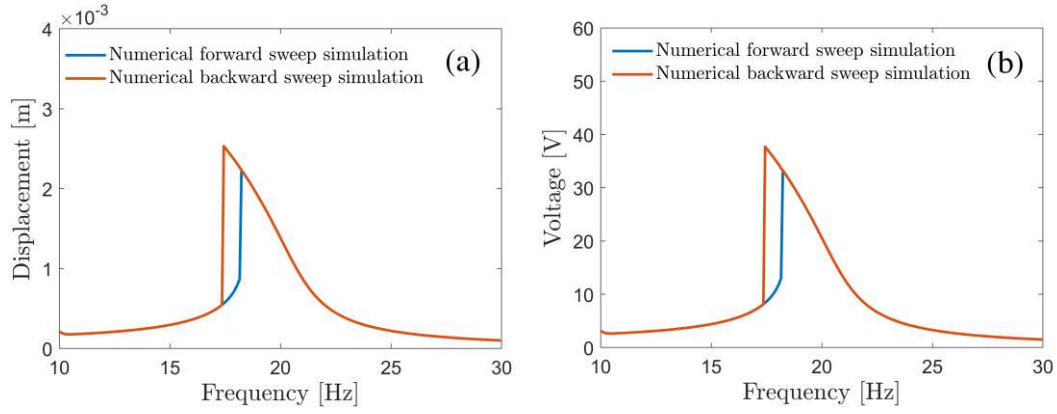 ×10⁻³
4
3
2
1
0
Displacement [m]
Numerical forward sweep simulation
Numerical backward sweep simulation
(a)
10 15 20 25 30
Frequency [Hz]
60
50
40
30
20
10
0
Voltage [V]
Numerical forward sweep simulation
Numerical backward sweep simulation
(b)
10 15 20 25 30
Frequency [Hz]